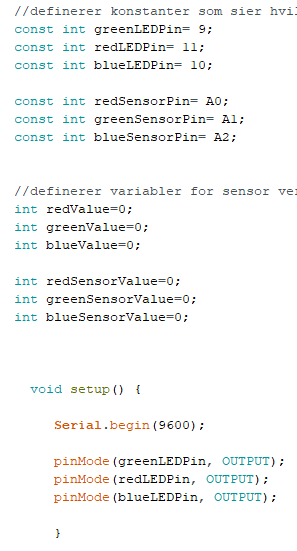 //definerer konstanter som sier
const int greenLEDPin= 9;
const int redLEDPin= 11;
const int blueLEDPin= 10;
const int redSensorPin= A0;
const int greenSensorPin= A1;
const int blueSensorPin= A2;
//definerer variabler for sensor
int redValue=0;
int greenValue=0;
int blueValue=0;
int redSensorValue=0;
int greenSensorValue=0;
int blueSensorValue=0;
void setup() {
Serial.begin(9600);
pinMode(greenLEDPin, OUTPUT);
pinMode(redLEDPin, OUTPUT);
pinMode(blueLEDPin, OUTPUT);
}